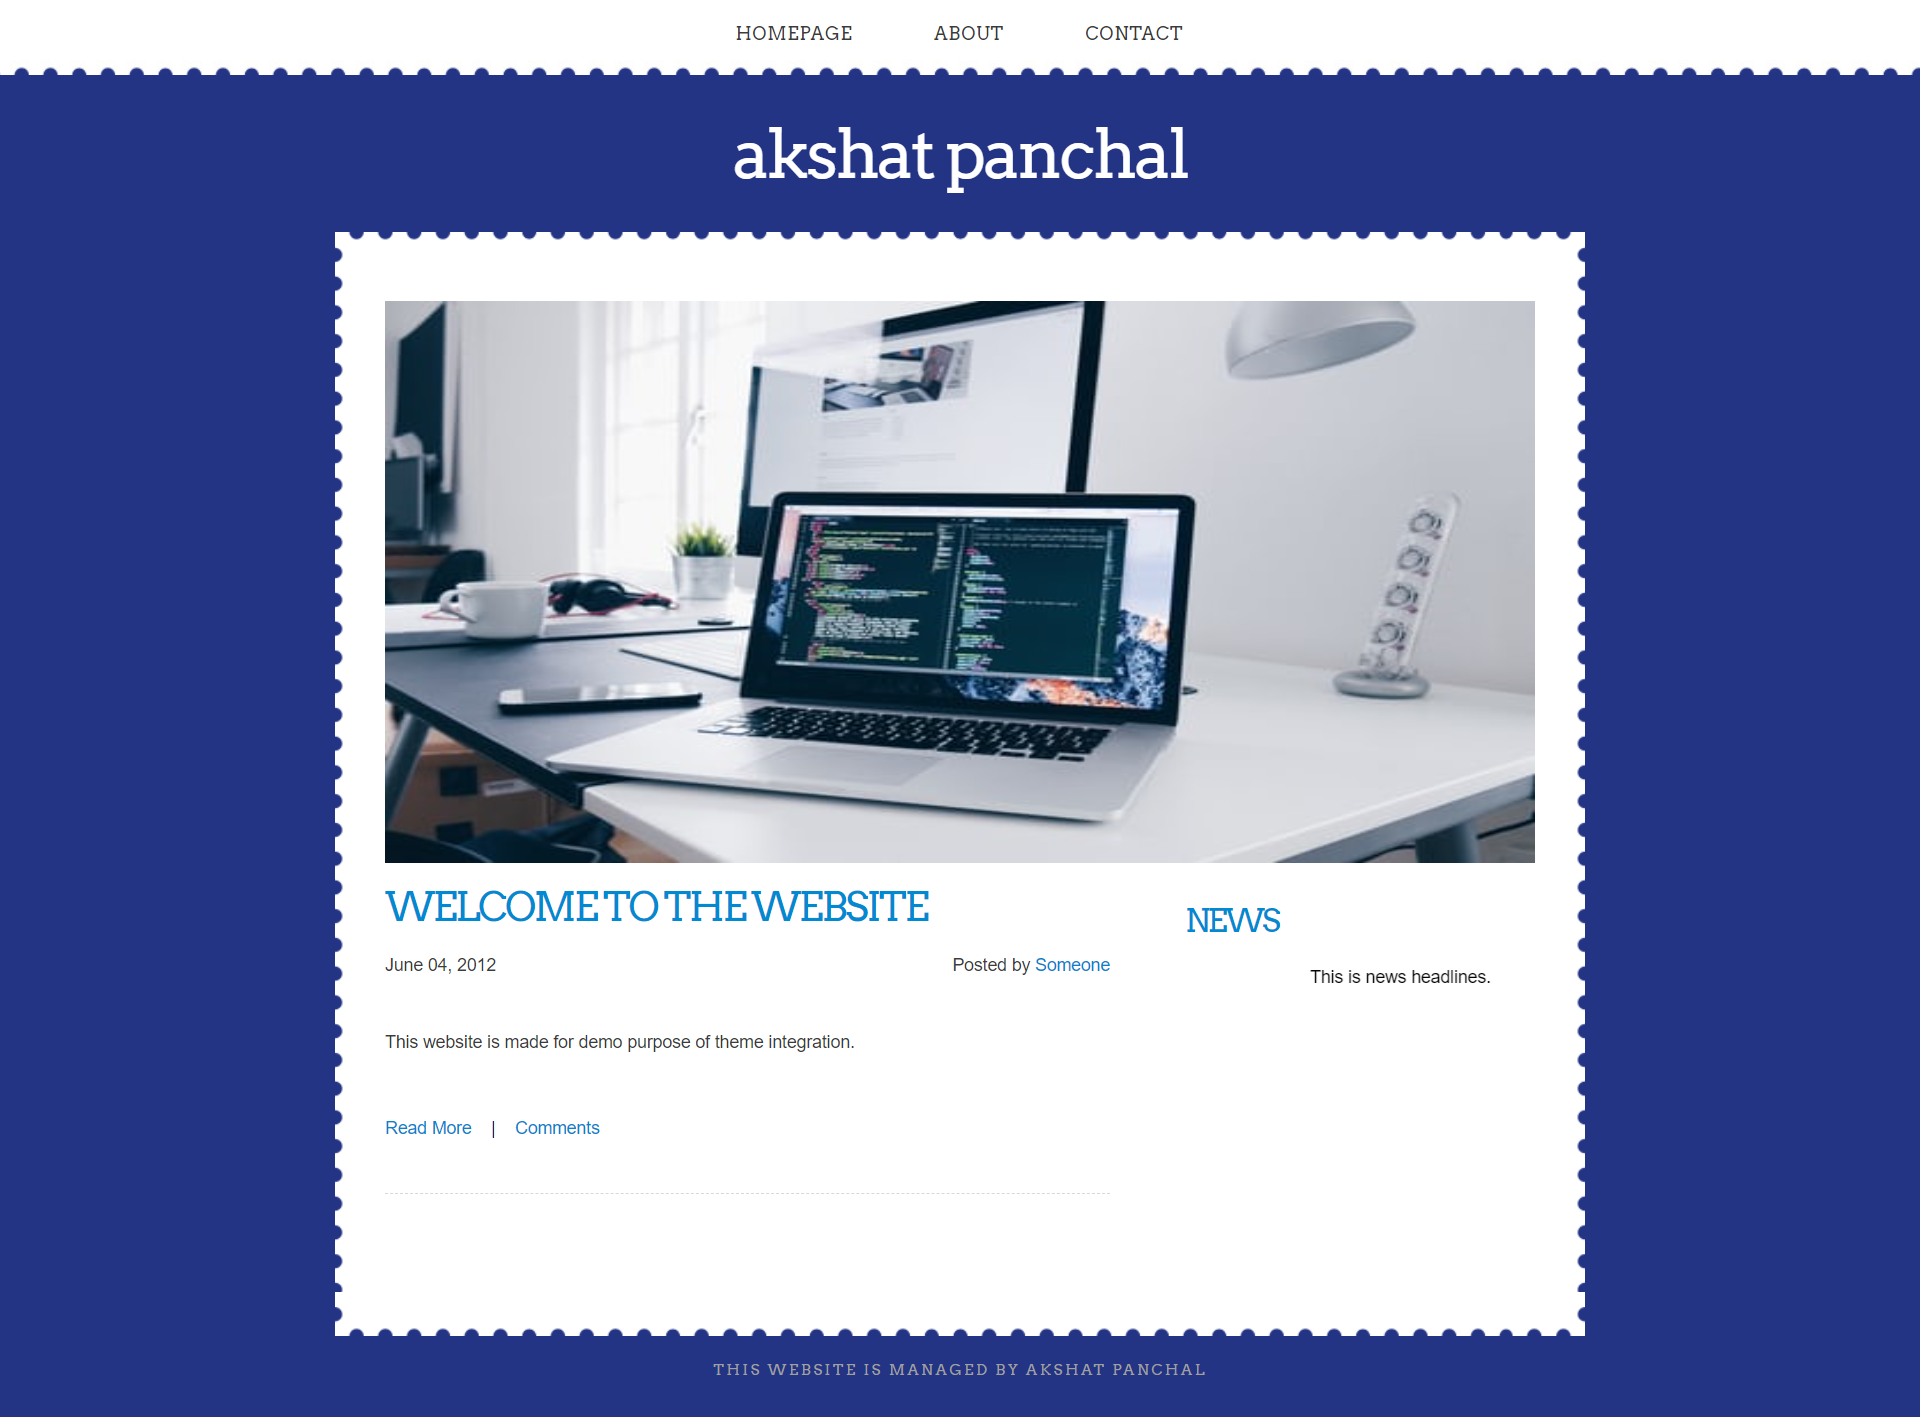 HOMEPAGE ABOUT CONTACT
akshat panchal
WELCOME TO THE WEBSITE
June 04, 2012 Posted by Someone
This website is made for demo purpose of theme integration.
Read More | Comments
NEWS
This is news headlines.
THIS WEBSITE IS MANAGED BY AKSHAT PANCHAL